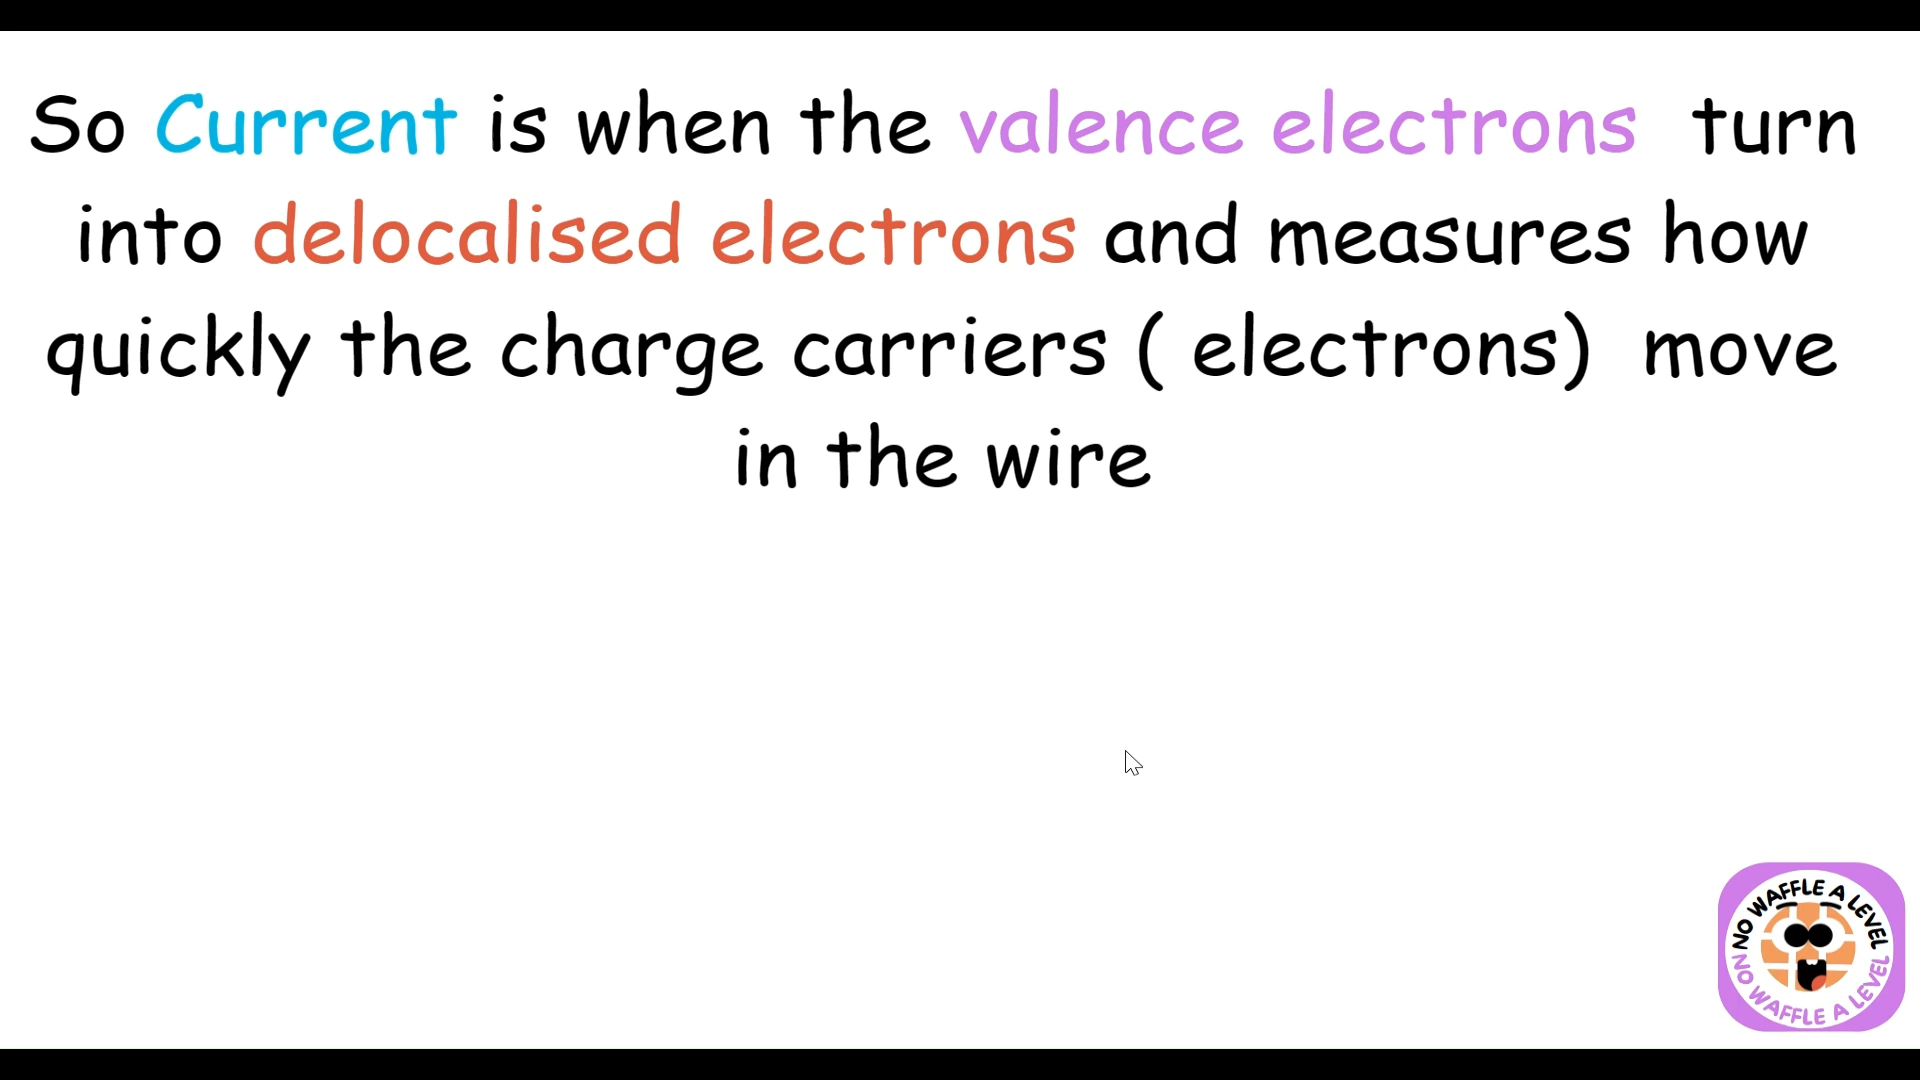 So Current is when the valence electrons turn
into delocalised electrons and measures how
quickly the charge carriers ( electrons) move
in the wire
NO WAFFLE A LEVEL
NO WAFFLE A LEVEL